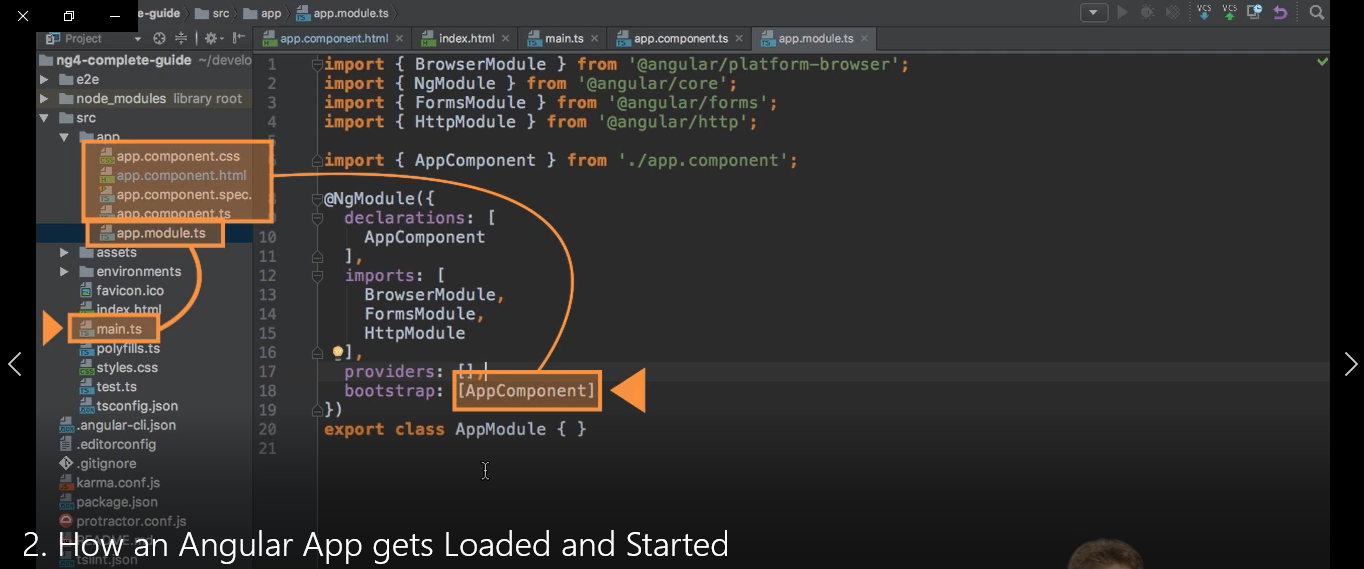 e-guide src app app.module.ts
Project
app.component.html index.html main.ts app.component.ts app.module.ts
ng4-complete-guide ~/develo
e2e
node_modules library root
src
app
app.component.css
app.component.html
app.component.spec.
app.component.ts
app.module.ts
assets
environments
favicon.ico
index.html
main.ts
polyfills.ts
styles.css
test.ts
tsconfig.json
.angular-cli.json
.editorconfig
.gitignore
karma.conf.js
package.json
protractor.conf.js
README.md
tslint.json
VCS VCS
1 import { BrowserModule } from '@angular/platform-browser';
2 import { NgModule } from '@angular/core';
3 import { FormsModule } from '@angular/forms';
4 import { HttpModule } from '@angular/http';
5
import { AppComponent } from './app.component';
@NgModule({
declarations: [
10 AppComponent
11 ],
12 imports: [
13 BrowserModule,
14 FormsModule,
15 HttpModule
16 ],
17 providers: [],
18 bootstrap: [AppComponent]
19 })
20 export class AppModule { }
21
2. How an Angular App gets Loaded and Started